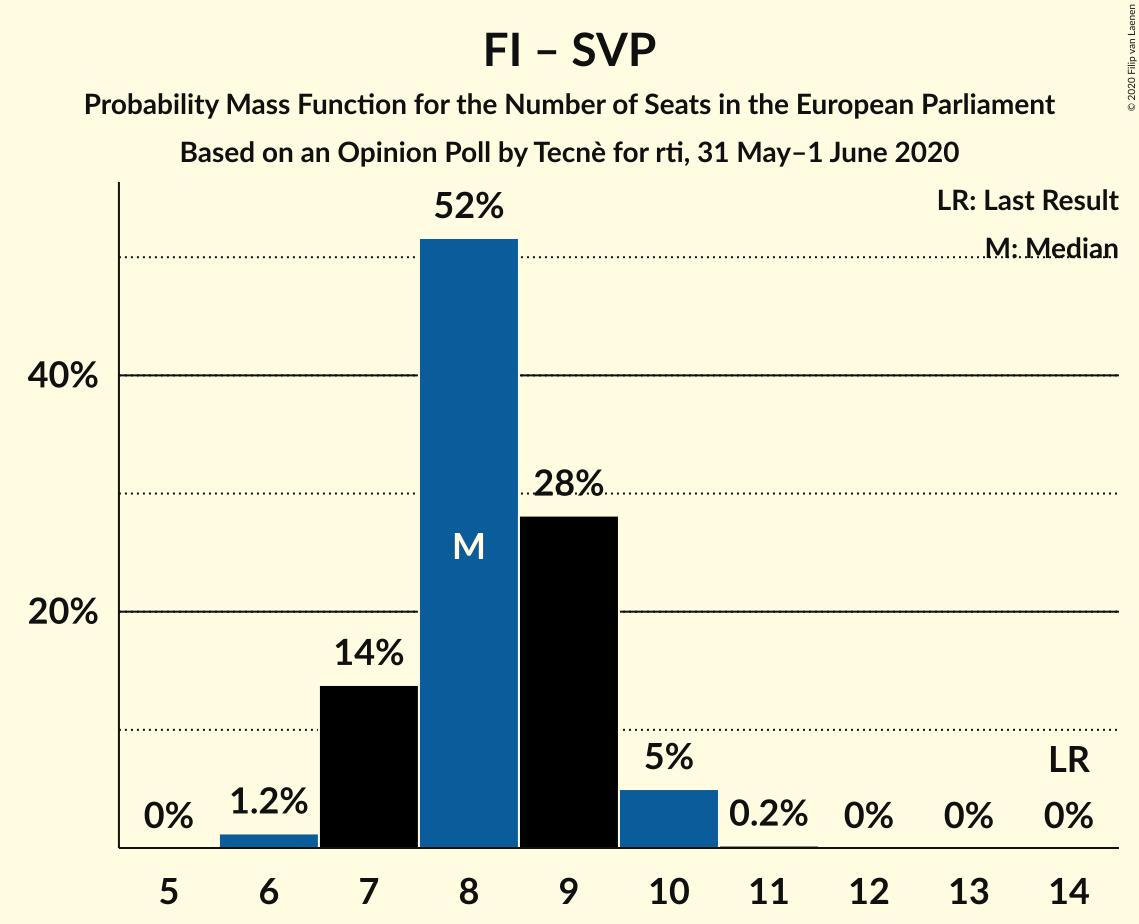 FI – SVP
Probability Mass Function for the Number of Seats in the European Parliament
Based on an Opinion Poll by Tecnè for rti, 31 May–1 June 2020
© 2020 Filip van Laenen
LR: Last Result
M: Median
52%
40%
28%
M
20%
14%
5%
LR
0%
1.2%
0.2%
0%
0%
0%
5 6 7 8 9 10 11 12 13 14